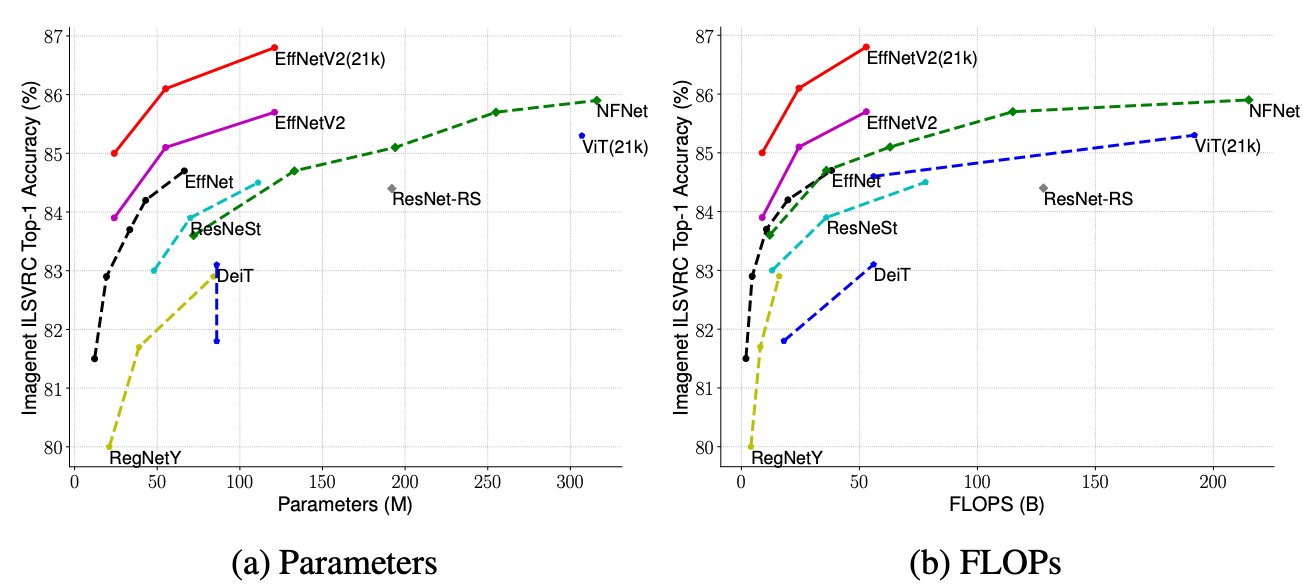 Imagenet ILSVRC Top-1 Accuracy (%)
87
86
85
84
83
82
81
80
EffNetV2(21k)
NFNet
EffNetV2
ViT(21k)
EffNet
ResNet-RS
ResNeSt
DeiT
RegNetY
0 50 100 150 200 250 300
Parameters (M)
(a) Parameters
Imagenet ILSVRC Top-1 Accuracy (%)
87
86
85
84
83
82
81
80
EffNetV2(21k)
NFNet
EffNetV2
ViT(21k)
EffNet
ResNet-RS
ResNeSt
DeiT
RegNetY
0 50 100 150 200
FLOPS (B)
(b) FLOPs